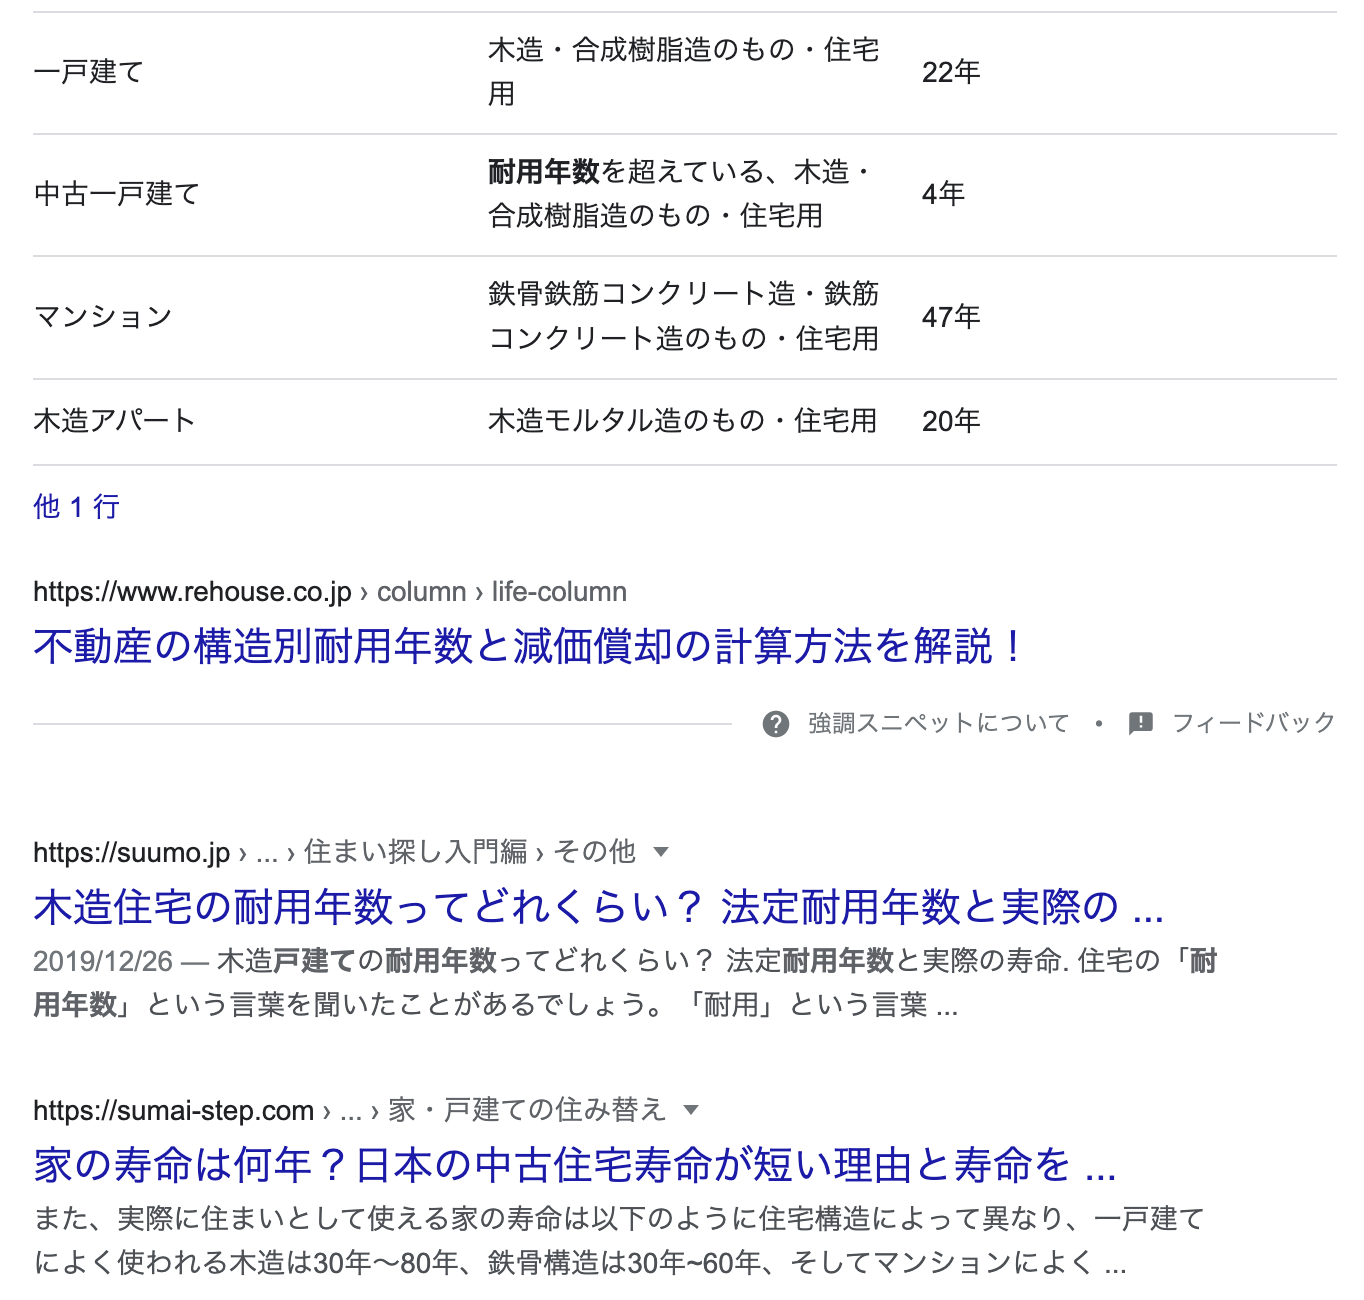 一戸建て
木造・合成樹脂造のもの・住宅
用
22年
中古一戸建て
耐用年数を超えている、木造・
合成樹脂造のもの・住宅用
4年
マンション
鉄骨鉄筋コンクリート造・鉄筋
コンクリート造のもの・住宅用
47年
木造アパート
木造モルタル造のもの・住宅用
20年
他 1 行
https://www.rehouse.co.jp › column › life-column
不動産の構造別耐用年数と減価償却の計算方法を解説！
強調スニペットについて • フィードバック
https://suumo.jp › ... › 住まい探し入門編 › その他
木造住宅の耐用年数ってどれくらい？ 法定耐用年数と実際の ...
2019/12/26 — 木造戸建ての耐用年数ってどれくらい？ 法定耐用年数と実際の寿命. 住宅の「耐
用年数」という言葉を聞いたことがあるでしょう。「耐用」という言葉 ...
https://sumai-step.com › ... › 家・戸建ての住み替え
家の寿命は何年？日本の中古住宅寿命が短い理由と寿命を ...
また、実際に住まいとして使える家の寿命は以下のように住宅構造によって異なり、一戸建て
によく使われる木造は30年〜80年、鉄骨構造は30年~60年、そしてマンションによく ...